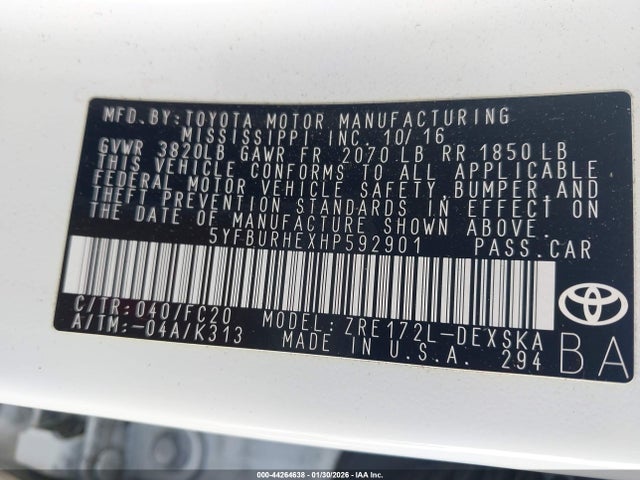 MFD.BY:TOYOTA MOTOR MANUFACTURING
MISSISSIPPI INC. 10/16
GVWR 3820LB GAWR FR 2070 LB RR 1850 LB
THIS VEHICLE CONFORMS TO ALL APPLICABLE
FEDERAL MOTOR VEHICLE SAFETY, BUMPER, AND
THEFT PREVENTION STANDARDS IN EFFECT ON
THE DATE OF MANUFACTURE SHOWN ABOVE.
5YFBURHEXHP592901 PASS.CAR
C/TR:040/FC20 MODEL:ZRE172L-DEXSKA
A/TM:-04A/K313 MADE IN U.S.A. 294
BA
000-44264638 - 01/30/2026 - IAA Inc.